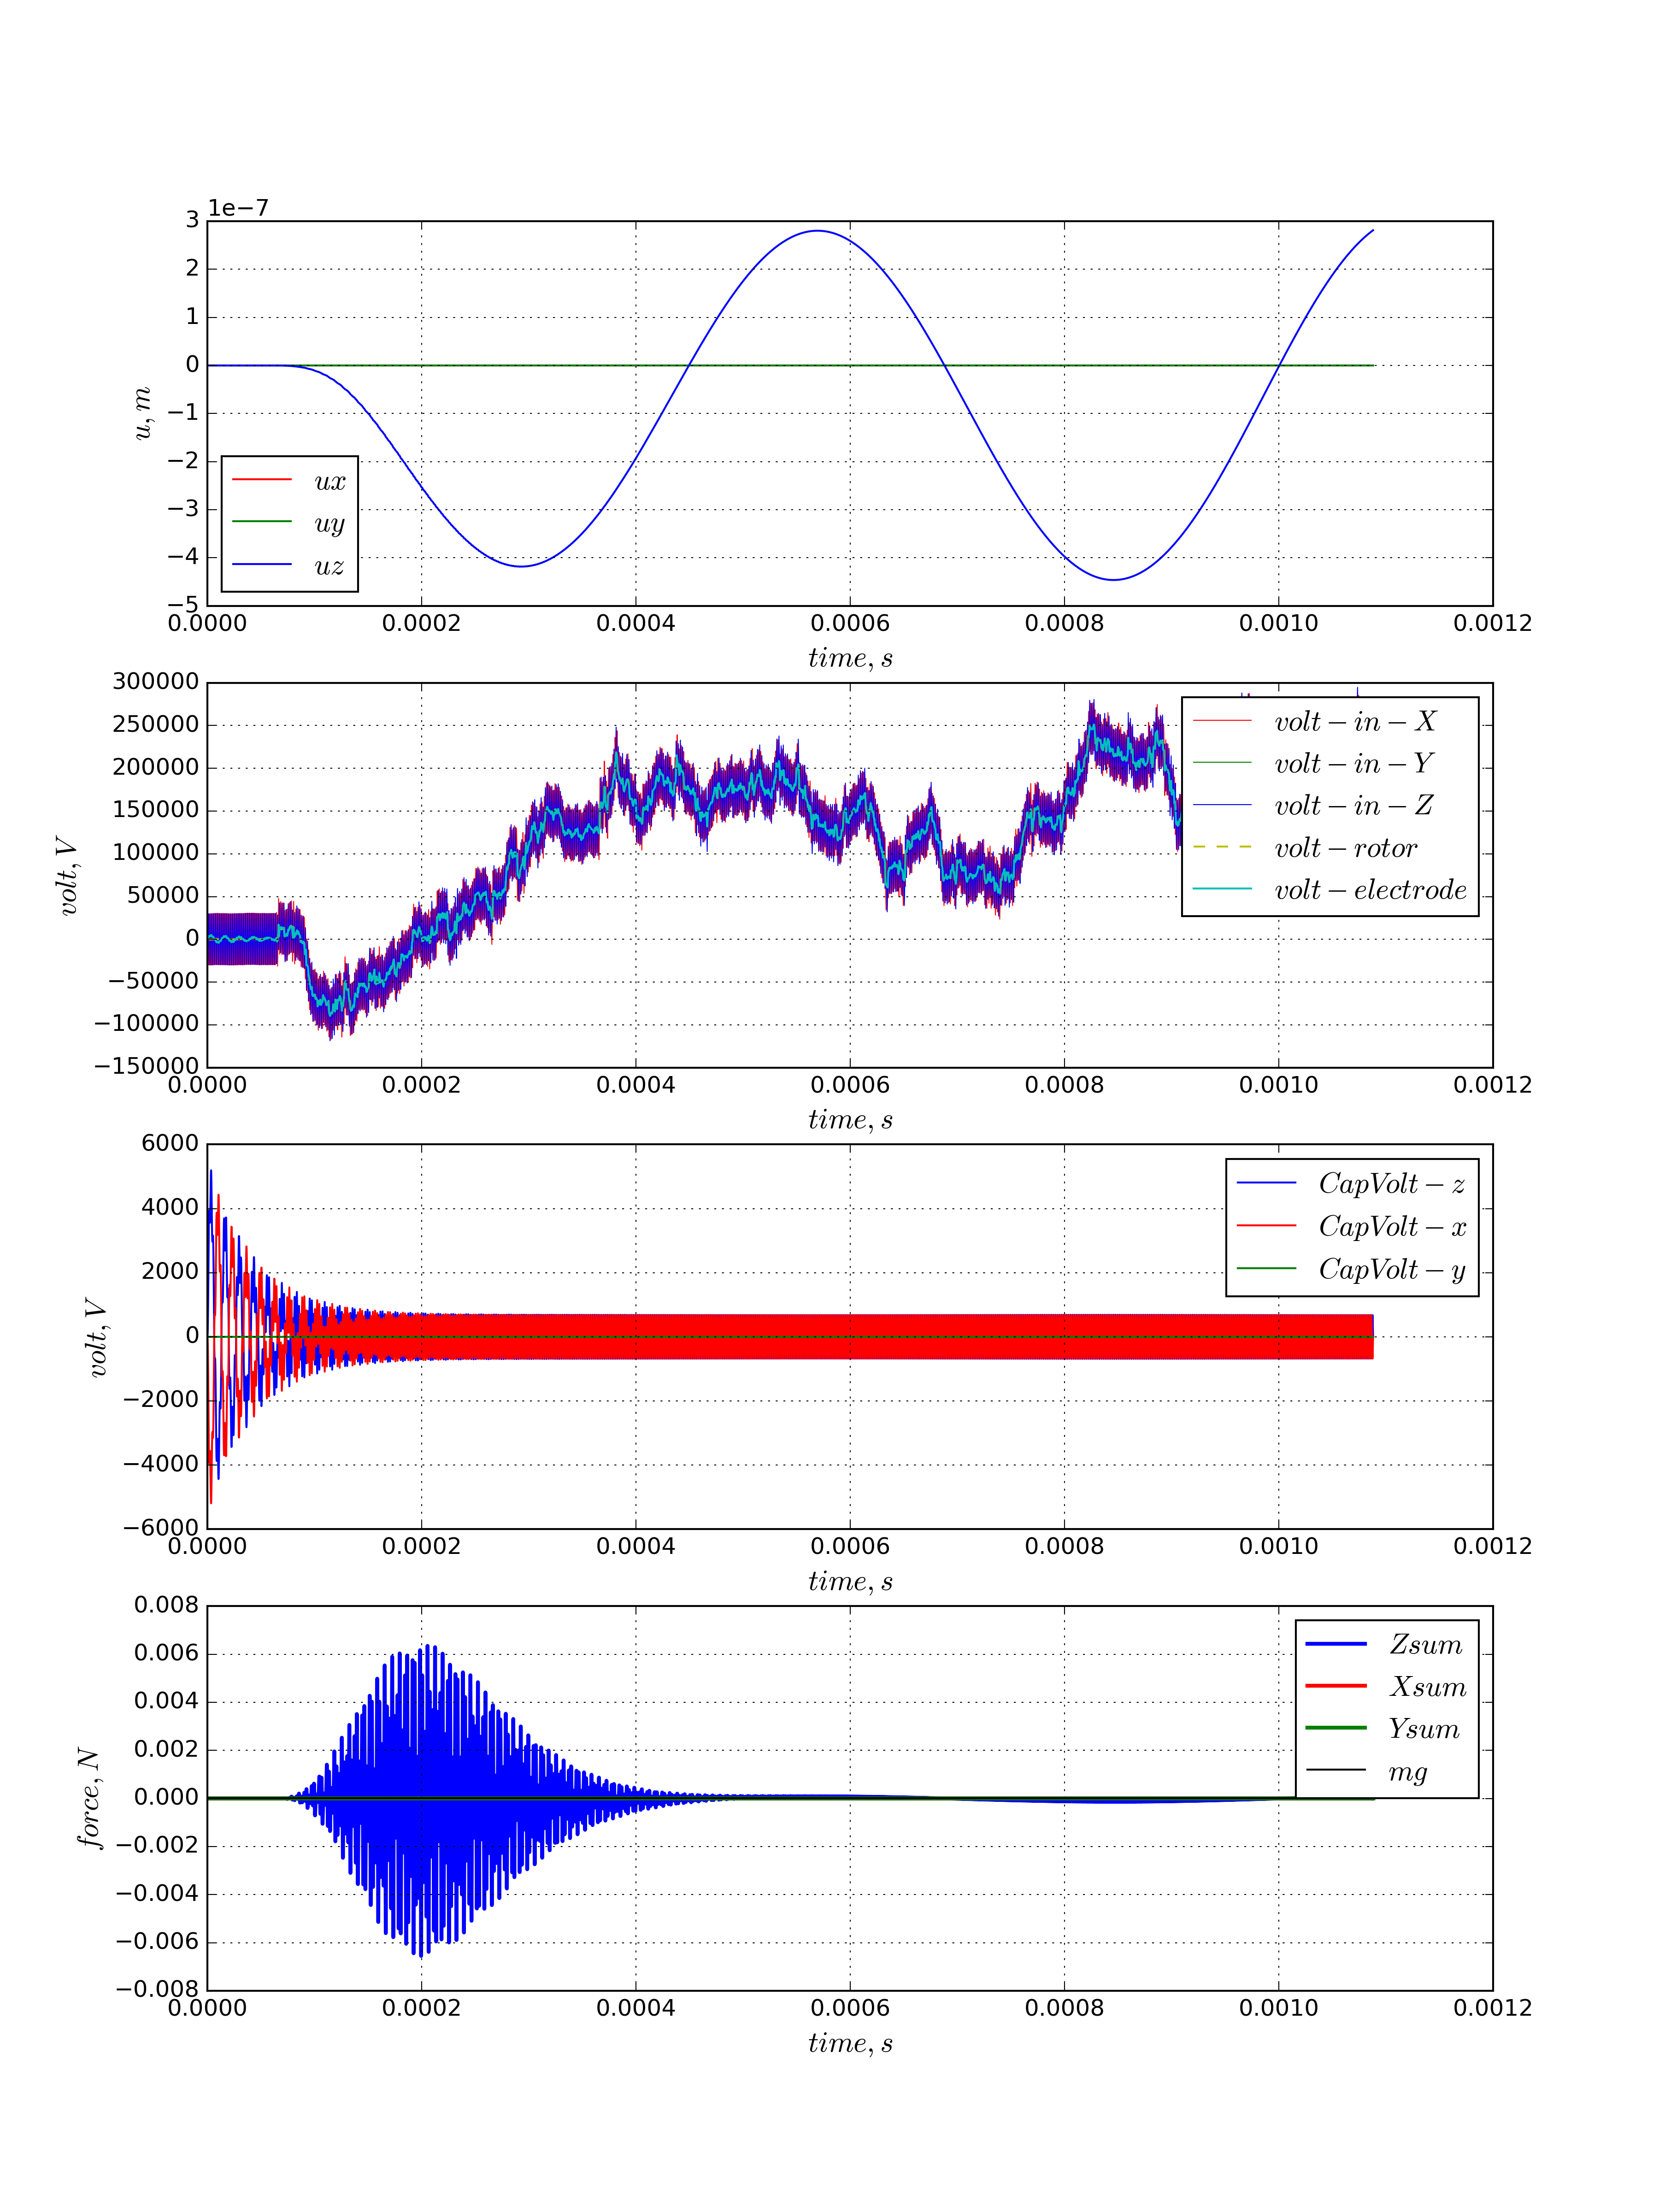 1e−7
3
2
1
0
−1
−2
−3
−4
−5
u, m
ux
uy
uz
0.0000 0.0002 0.0004 0.0006 0.0008 0.0010 0.0012
time, s
300000
250000
200000
150000
100000
50000
0
−50000
−100000
−150000
volt, V
volt − in − X
volt − in − Y
volt − in − Z
volt − rotor
volt − electrode
0.0000 0.0002 0.0004 0.0006 0.0008 0.0010 0.0012
time, s
6000
4000
2000
0
−2000
−4000
−6000
volt, V
CapVolt − z
CapVolt − x
CapVolt − y
0.0000 0.0002 0.0004 0.0006 0.0008 0.0010 0.0012
time, s
0.008
0.006
0.004
0.002
0.000
−0.002
−0.004
−0.006
−0.008
force, N
Zsum
Xsum
Ysum
mg
0.0000 0.0002 0.0004 0.0006 0.0008 0.0010 0.0012
time, s